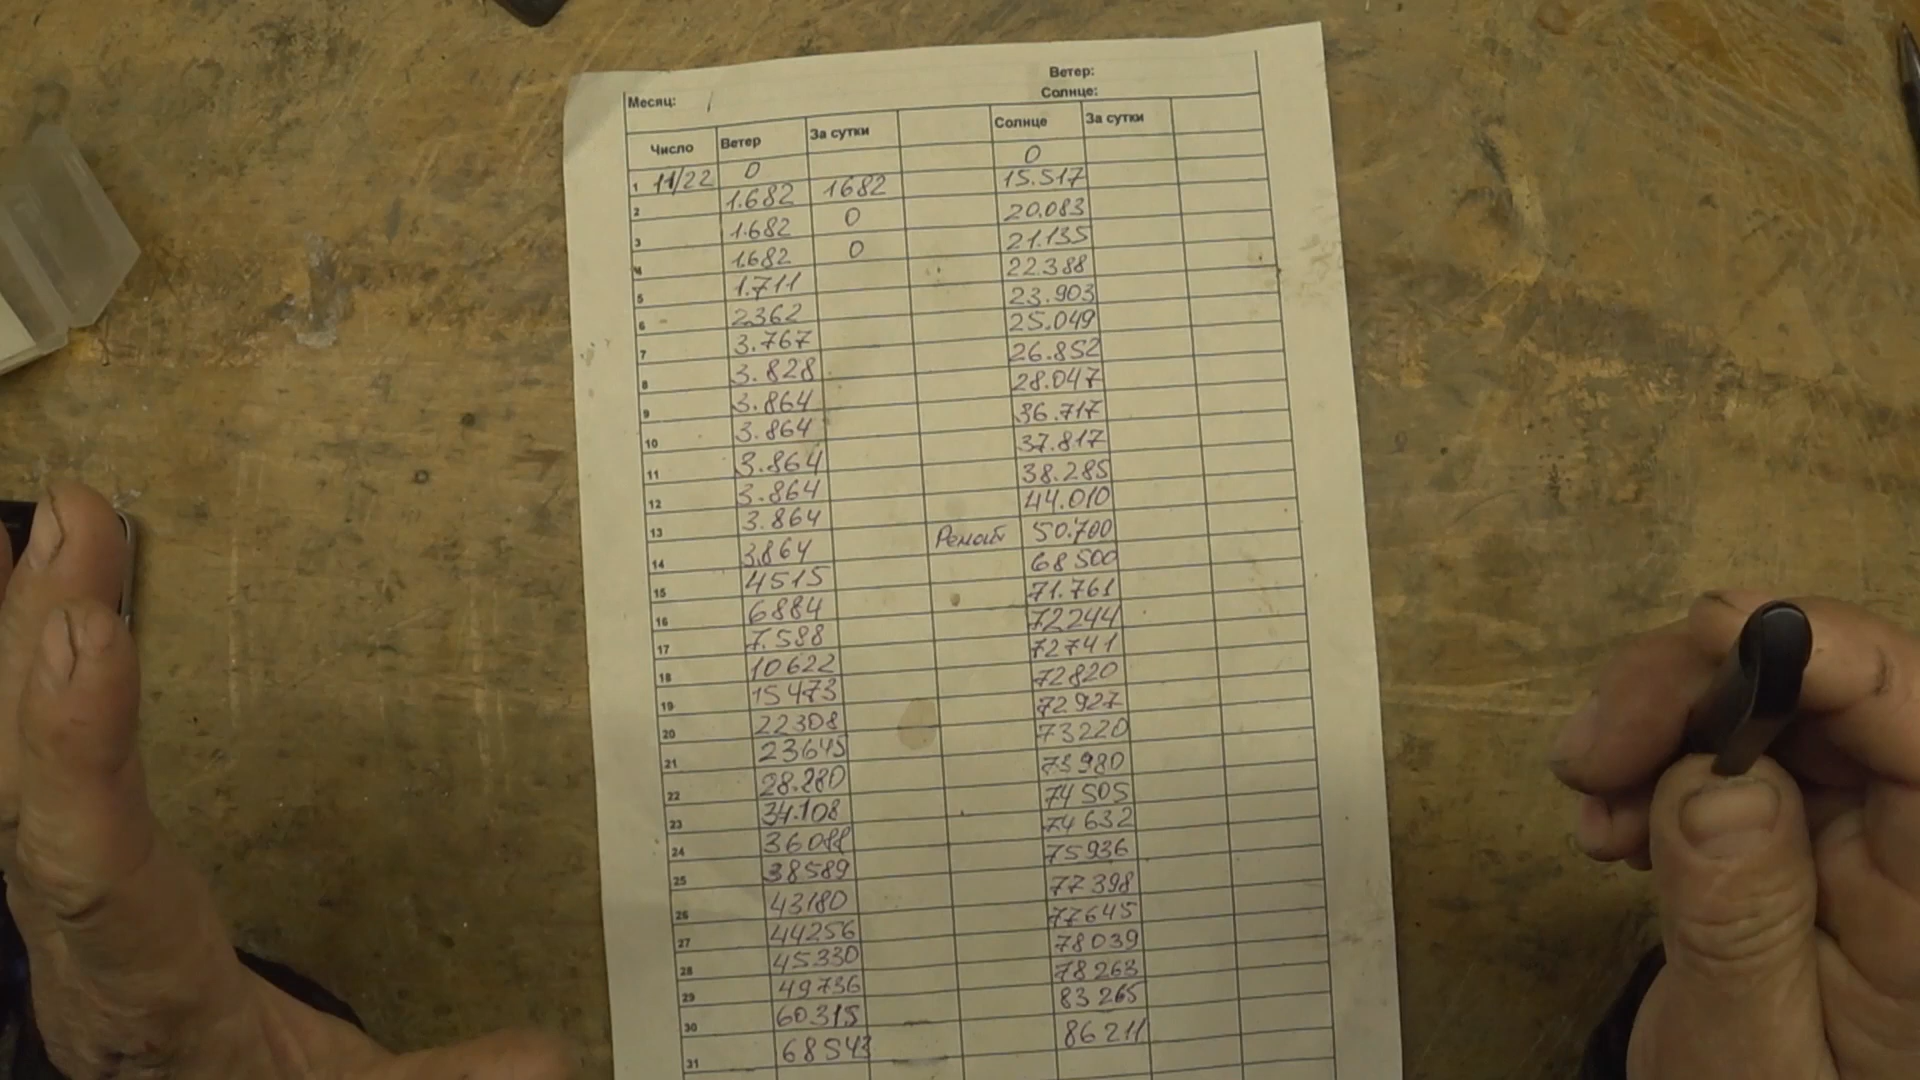 Ветер:
Месяц: Солнце:
Число Ветер За сутки Солнце За сутки
1 11/22 0 0
2 1.682 1682 15.517
3 1.682 0 20.083
4 1682 0 21.135
5 1.711 22.388
6 2362 23.903
7 3.767 25.049
8 3.828 26.852
9 3.864 28.047
10 3.864 36.717
11 3.864 37.817
12 3.864 38.285
13 3.864 44.010
14 3.864 Ремонт 50.700
15 4515 68500
16 6884 71.761
17 7.588 72244
18 10622 72741
19 15473 72820
20 22308 72927
21 23645 73220
22 28.280 73980
23 34.108 74505
24 36088 74632
25 38589 75936
26 43180 77398
27 44256 77645
28 45330 78039
29 49736 78263
30 60315 83265
31 68543 86211